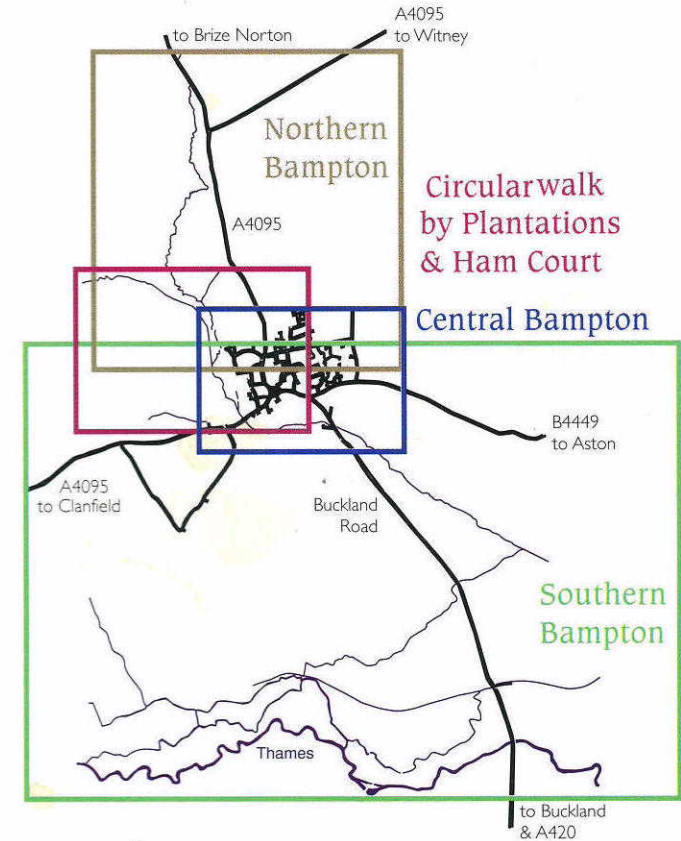 A4095
to Witney
to Brize Norton
Northern
Bampton
Circular walk
by Plantations
& Ham Court
A4095
Central Bampton
B4449
to Aston
A4095
to Clanfield
Buckland
Road
Southern
Bampton
Thames
to Buckland
& A420